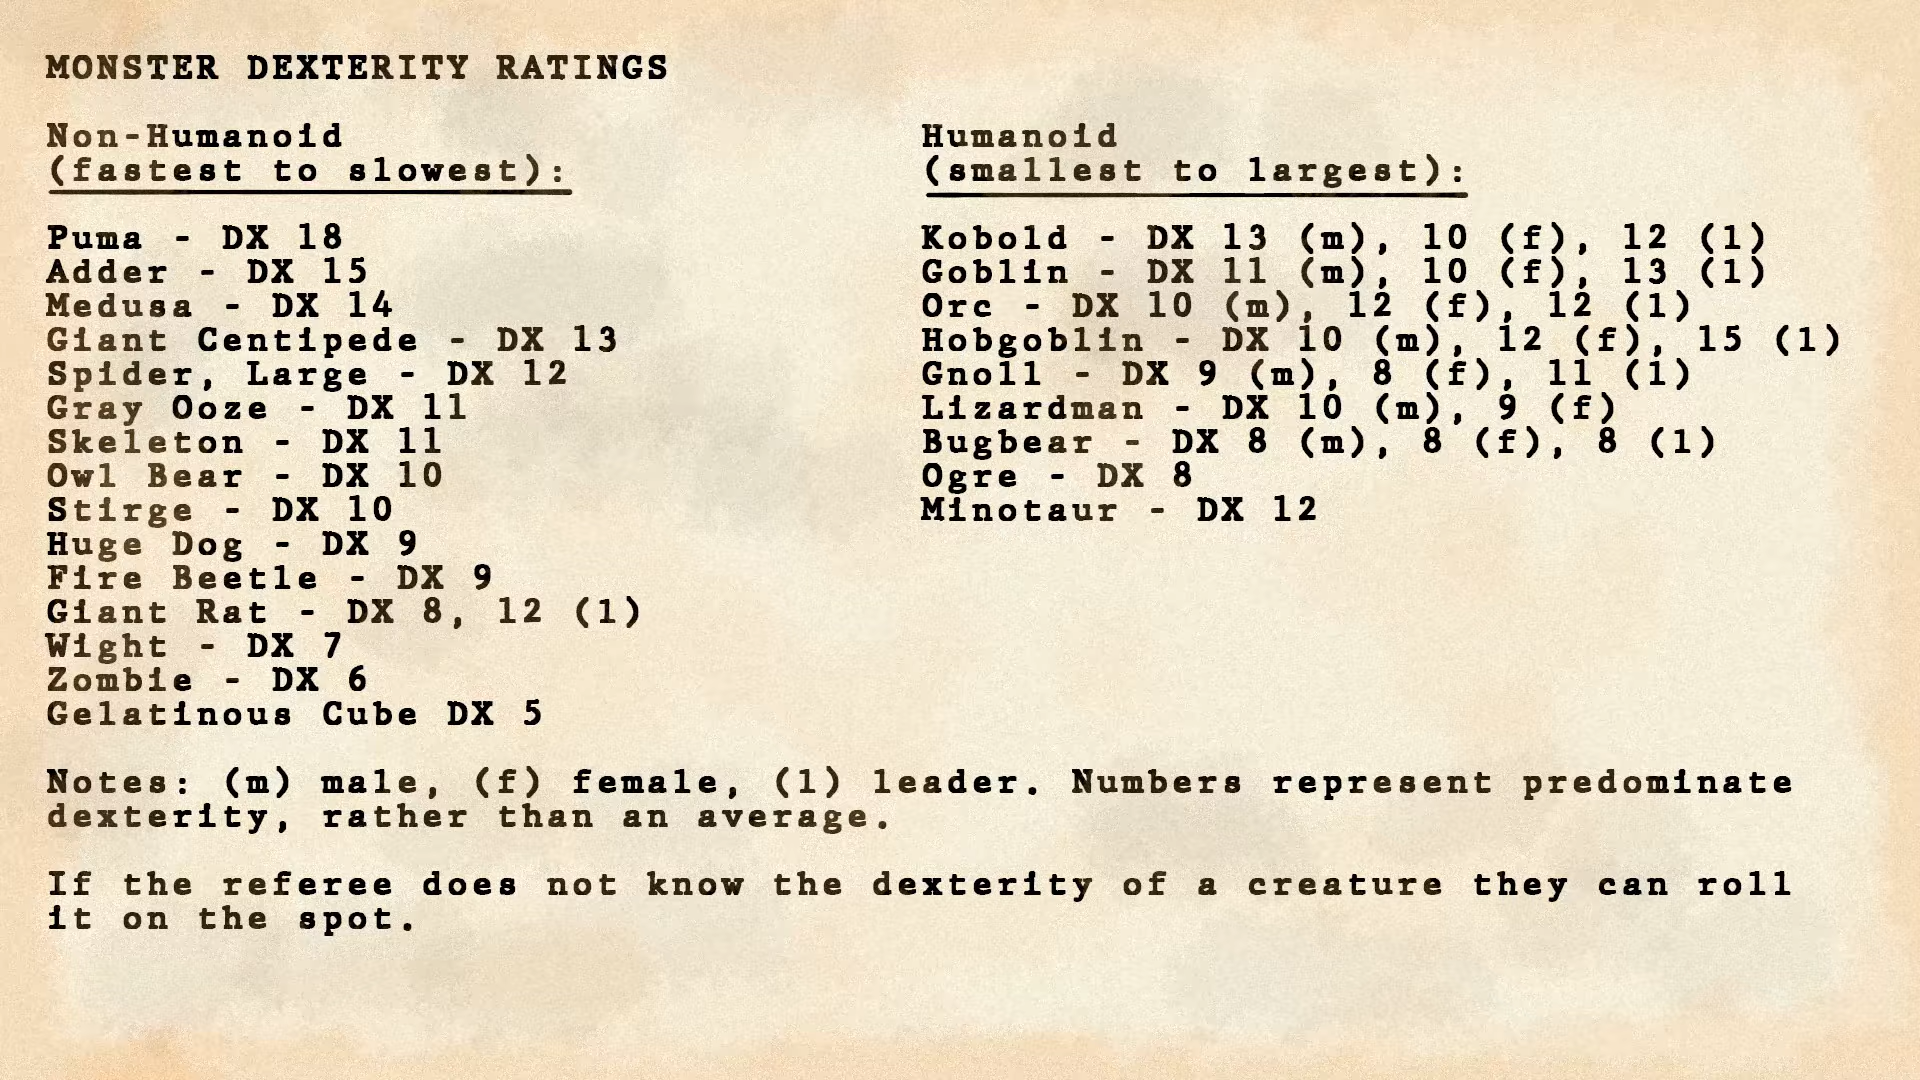 MONSTER DEXTERITY RATINGS
Non-Humanoid
(fastest to slowest):
Puma - DX 18
Adder - DX 15
Medusa - DX 14
Giant Centipede - DX 13
Spider, Large - DX 12
Gray Ooze - DX 11
Skeleton - DX 11
Owl Bear - DX 10
Stirge - DX 10
Huge Dog - DX 9
Fire Beetle - DX 9
Giant Rat - DX 8, 12 (l)
Wight - DX 7
Zombie - DX 6
Gelatinous Cube DX 5
Humanoid
(smallest to largest):
Kobold - DX 13 (m), 10 (f), 12 (l)
Goblin - DX 11 (m), 10 (f), 13 (l)
Orc - DX 10 (m), 12 (f), 12 (l)
Hobgoblin - DX 10 (m), 12 (f), 15 (l)
Gnoll - DX 9 (m), 8 (f), 11 (l)
Lizardman - DX 10 (m), 9 (f)
Bugbear - DX 8 (m), 8 (f), 8 (l)
Ogre - DX 8
Minotaur - DX 12
Notes: (m) male, (f) female, (l) leader. Numbers represent predominate
dexterity, rather than an average.
If the referee does not know the dexterity of a creature they can roll
it on the spot.